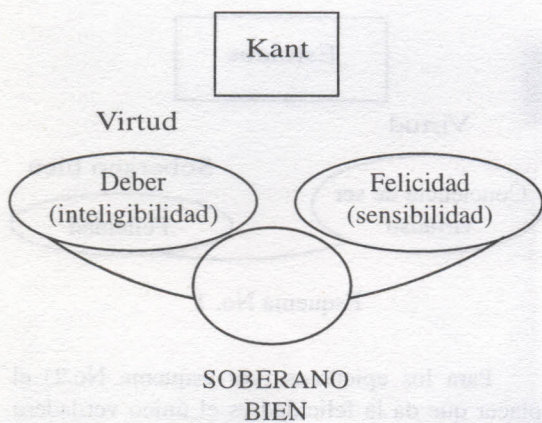 Kant
Virtud
Deber
(inteligibilidad)
Felicidad
(sensibilidad)
SOBERANO
BIEN